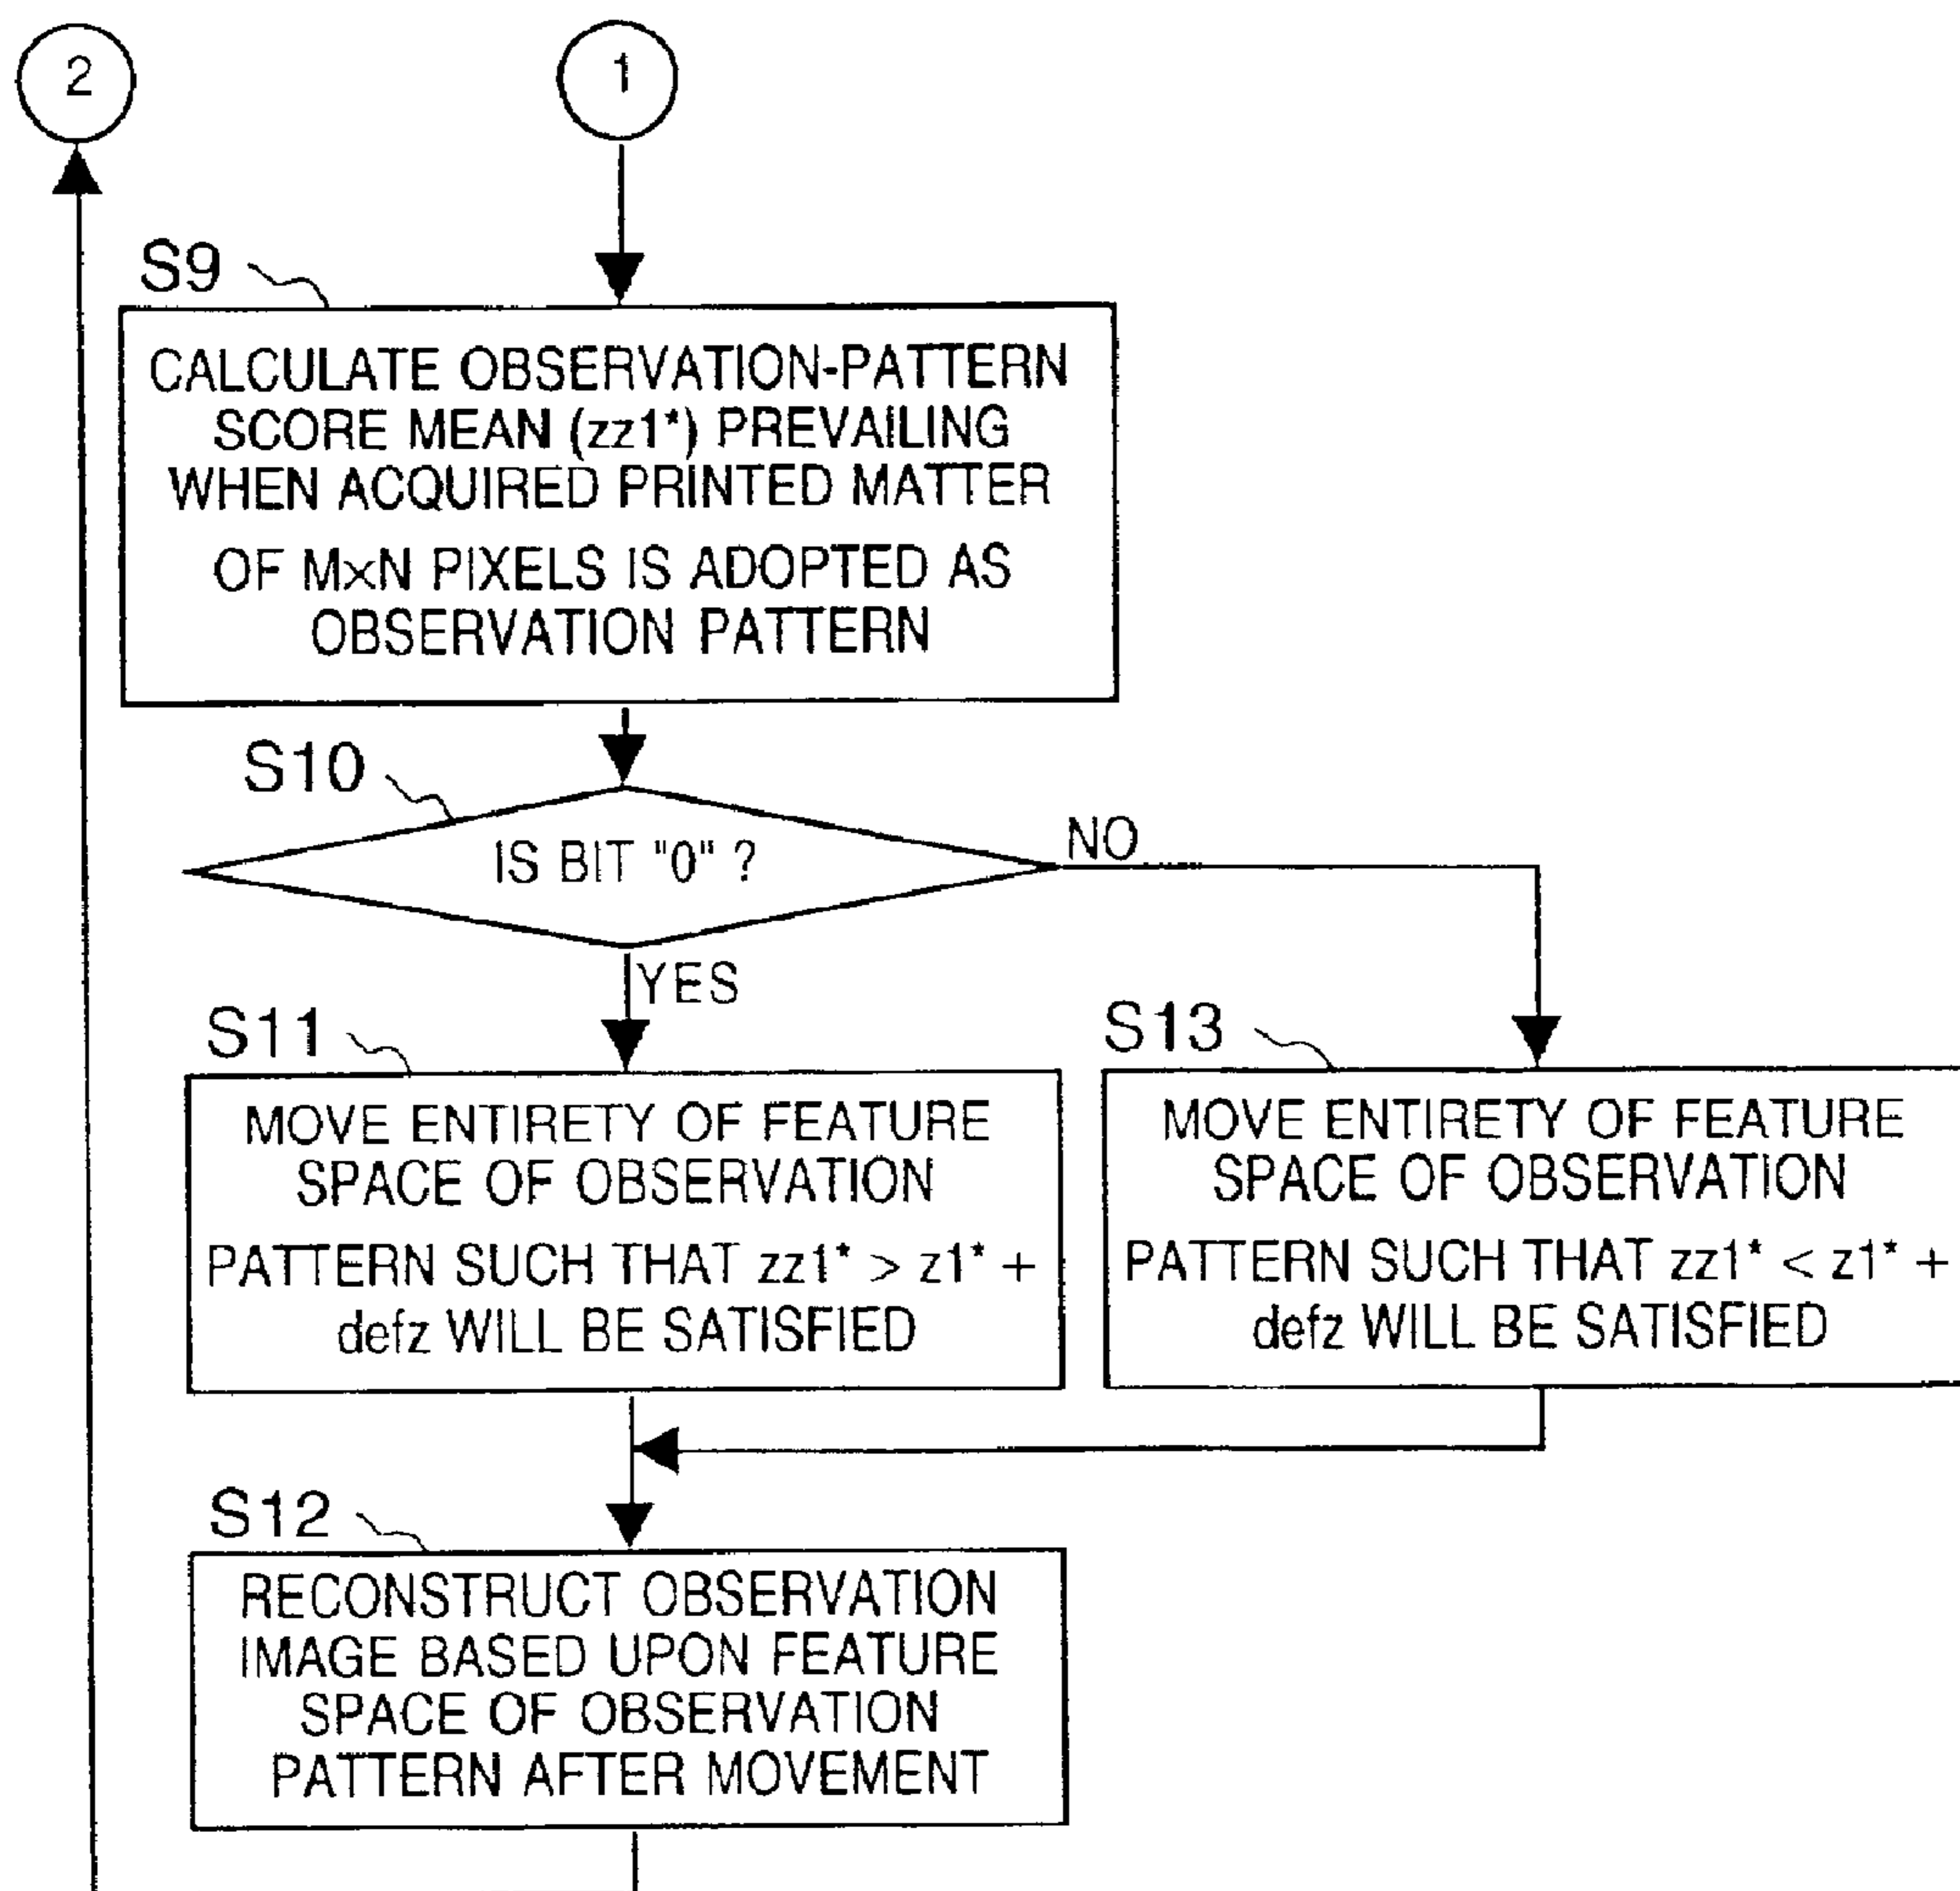 2
1
S9
CALCULATE OBSERVATION-PATTERN
SCORE MEAN (zz1*) PREVAILING
WHEN ACQUIRED PRINTED MATTER
OF M×N PIXELS IS ADOPTED AS
OBSERVATION PATTERN
S10
IS BIT "0" ?
NO
YES
S11
MOVE ENTIRETY OF FEATURE
SPACE OF OBSERVATION
PATTERN SUCH THAT zz1* > z1* +
defz WILL BE SATISFIED
S13
MOVE ENTIRETY OF FEATURE
SPACE OF OBSERVATION
PATTERN SUCH THAT zz1* < z1* +
defz WILL BE SATISFIED
S12
RECONSTRUCT OBSERVATION
IMAGE BASED UPON FEATURE
SPACE OF OBSERVATION
PATTERN AFTER MOVEMENT